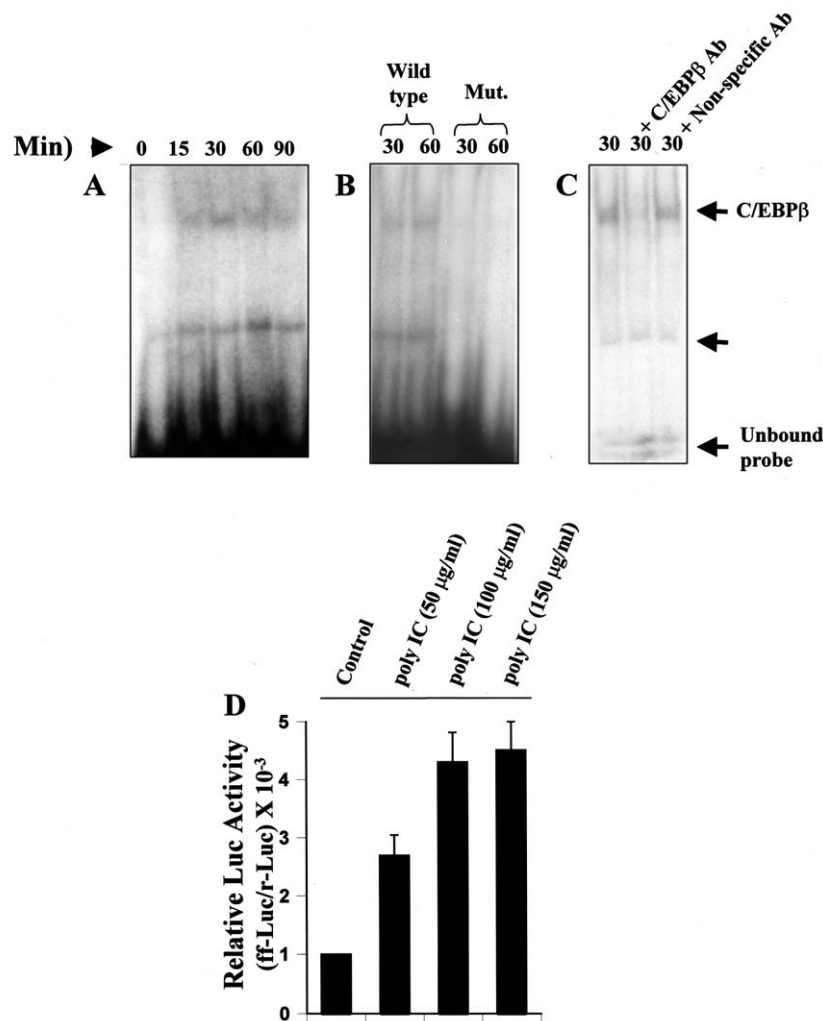 Wild type
Mut.
+ C/EBPβ Ab
+ Non-specific Ab
Min) 0 15 30 60 90
30 60 30 60
30 30 30
A
B
C
C/EBPβ
Unbound probe
Control
poly IC (50 µg/ml)
poly IC (100 µg/ml)
poly IC (150 µg/ml)
D
Relative Luc Activity
(ff-Luc/r-Luc) X 10⁻³
5
4
3
2
1
0